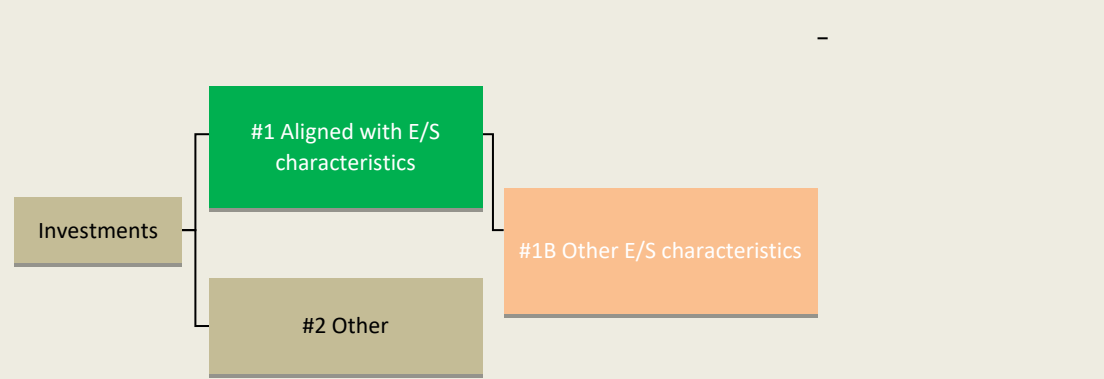 #1 Aligned with E/S
characteristics
Investments
#1B Other E/S characteristics
#2 Other